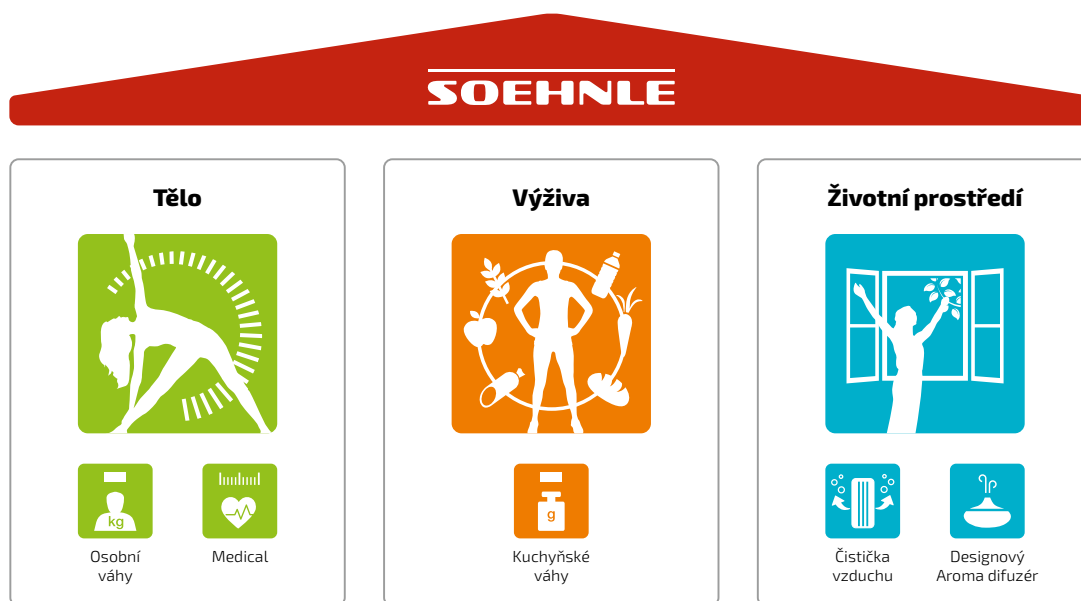 SOEHNLE
Tělo
Výživa
Životní prostředí
kg
g
Osobní
váhy
Medical
Kuchyňské
váhy
Čistička
vzduchu
Designový
Aroma difuzér